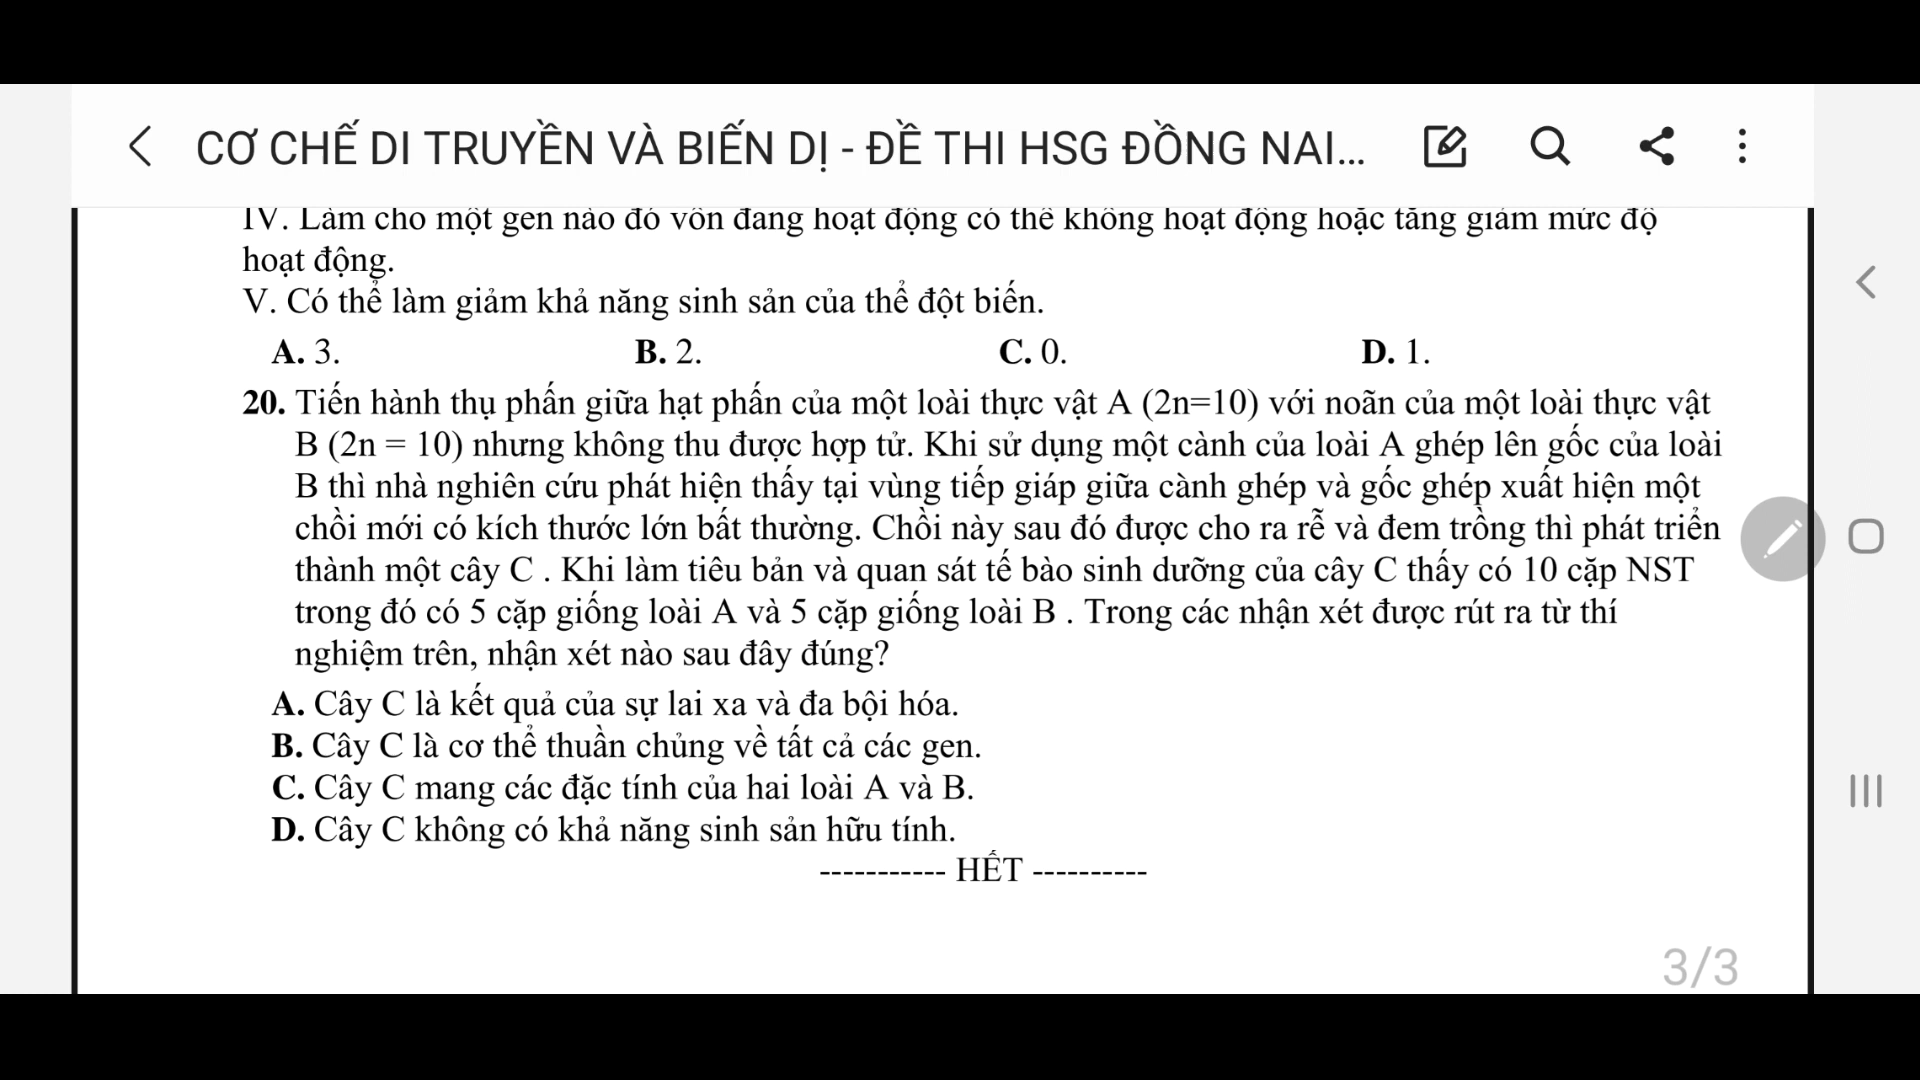 CƠ CHẾ DI TRUYỀN VÀ BIẾN DỊ - ĐỀ THI HSG ĐỒNG NAI...
IV. Làm cho một gen nào đó vốn đang hoạt động có thể không hoạt động hoặc tăng giảm mức độ
hoạt động.
V. Có thể làm giảm khả năng sinh sản của thể đột biến.
A. 3. B. 2. C. 0. D. 1.
20. Tiến hành thụ phấn giữa hạt phấn của một loài thực vật A (2n=10) với noãn của một loài thực vật
B (2n = 10) nhưng không thu được hợp tử. Khi sử dụng một cành của loài A ghép lên gốc của loài
B thì nhà nghiên cứu phát hiện thấy tại vùng tiếp giáp giữa cành ghép và gốc ghép xuất hiện một
chồi mới có kích thước lớn bất thường. Chồi này sau đó được cho ra rễ và đem trồng thì phát triển
thành một cây C . Khi làm tiêu bản và quan sát tế bào sinh dưỡng của cây C thấy có 10 cặp NST
trong đó có 5 cặp giống loài A và 5 cặp giống loài B . Trong các nhận xét được rút ra từ thí
nghiệm trên, nhận xét nào sau đây đúng?
A. Cây C là kết quả của sự lai xa và đa bội hóa.
B. Cây C là cơ thể thuần chủng về tất cả các gen.
C. Cây C mang các đặc tính của hai loài A và B.
D. Cây C không có khả năng sinh sản hữu tính.
----------- HẾT ----------
3/3